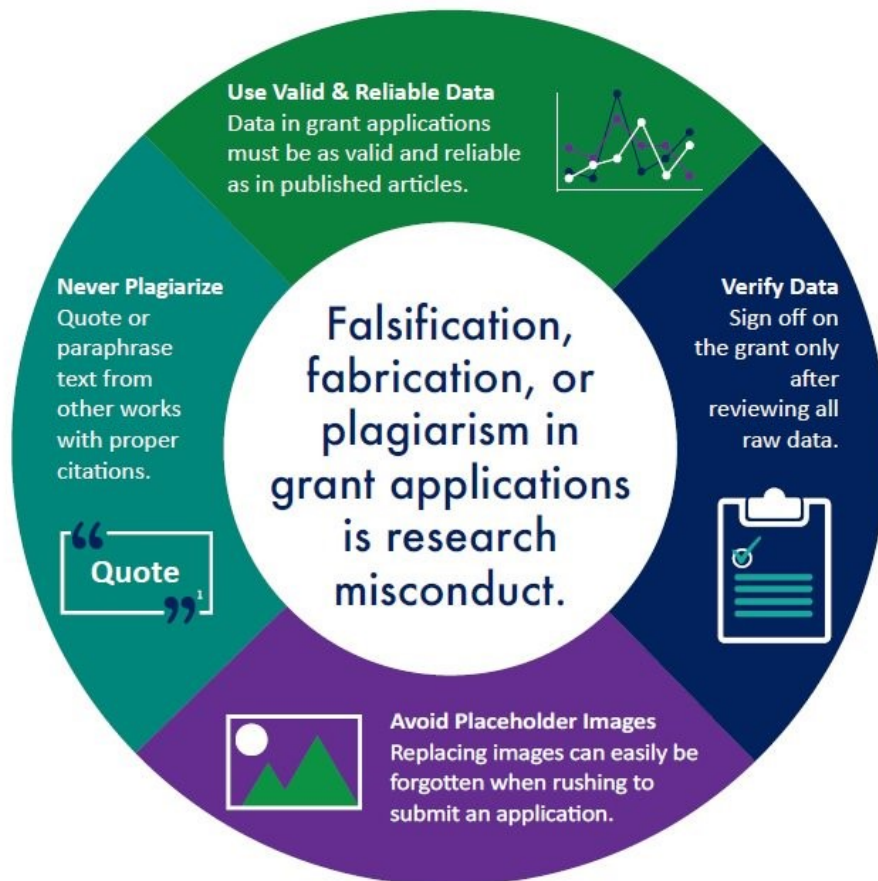 Use Valid & Reliable Data
Data in grant applications
must be as valid and reliable
as in published articles.
Never Plagiarize
Quote or
paraphrase
text from
other works
with proper
citations.
“
Quote
” 1
Falsification,
fabrication, or
plagiarism in
grant applications
is research
misconduct.
Verify Data
Sign off on
the grant only
after
reviewing all
raw data.
Avoid Placeholder Images
Replacing images can easily be
forgotten when rushing to
submit an application.